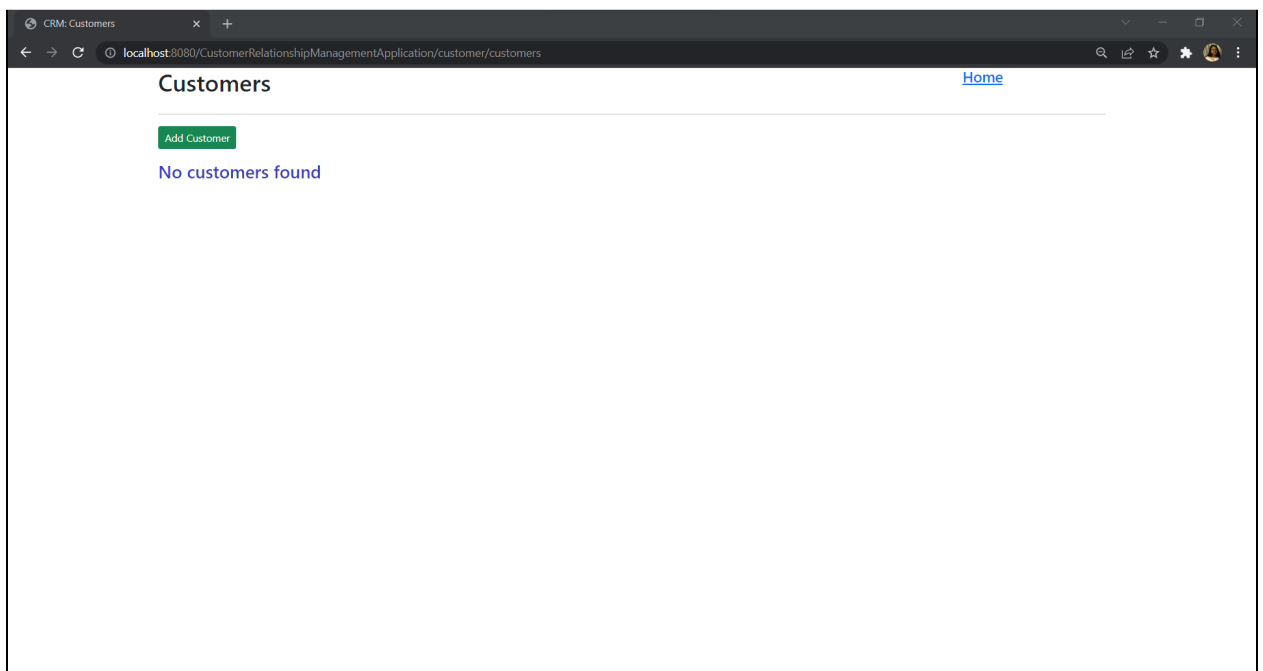 CRM: Customers
localhost:8080/CustomerRelationshipManagementApplication/customer/customers
Customers
Home
Add Customer
No customers found